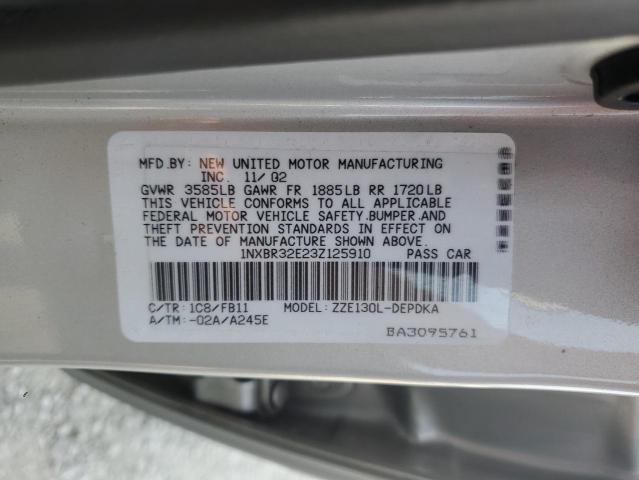 MFD.BY: NEW UNITED MOTOR MANUFACTURING
INC. 11/02
GVWR 3585LB GAWR FR 1885LB RR 1720LB
THIS VEHICLE CONFORMS TO ALL APPLICABLE
FEDERAL MOTOR VEHICLE SAFETY.BUMPER.AND
THEFT PREVENTION STANDARDS IN EFFECT ON
THE DATE OF MANUFACTURE SHOWN ABOVE.
1NXBR32E23Z125910 PASS CAR
C/TR: 1C8/FB11 MODEL: ZZE130L-DEPDKA
A/TM: -02A/A245E
BA3095761